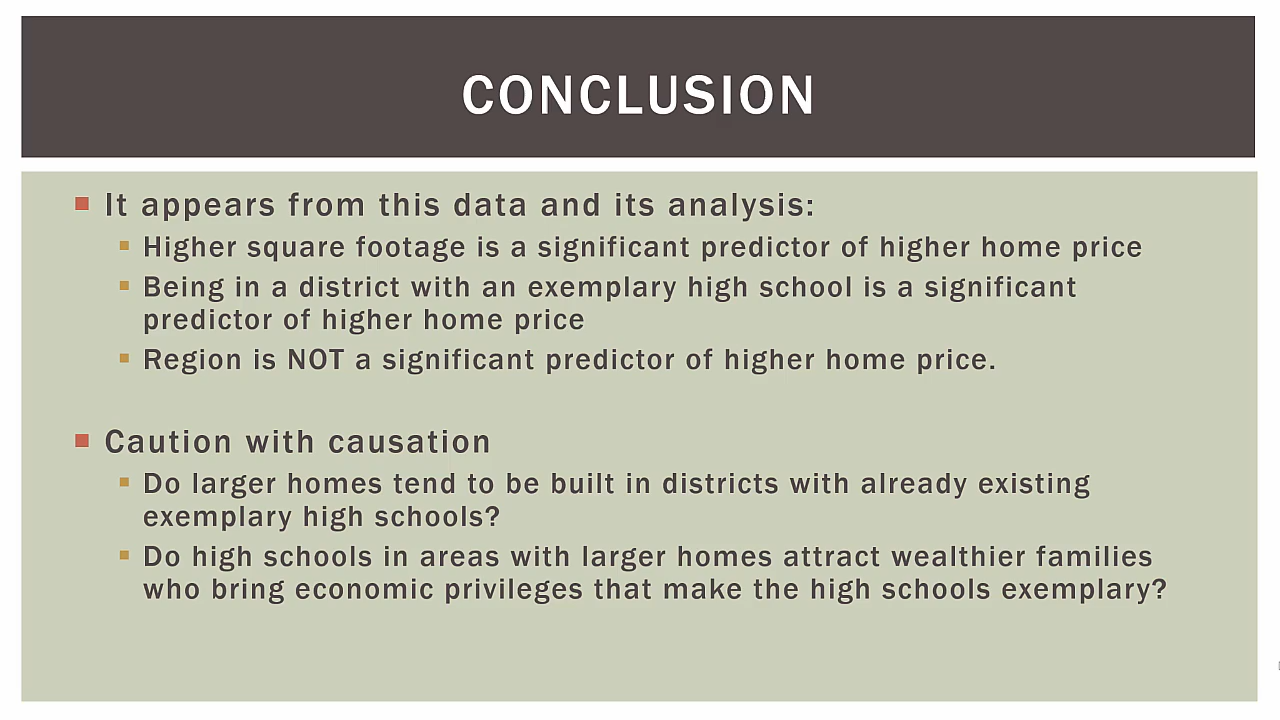 CONCLUSION
It appears from this data and its analysis:
Higher square footage is a significant predictor of higher home price
Being in a district with an exemplary high school is a significant
predictor of higher home price
Region is NOT a significant predictor of higher home price.
Caution with causation
Do larger homes tend to be built in districts with already existing
exemplary high schools?
Do high schools in areas with larger homes attract wealthier families
who bring economic privileges that make the high schools exemplary?